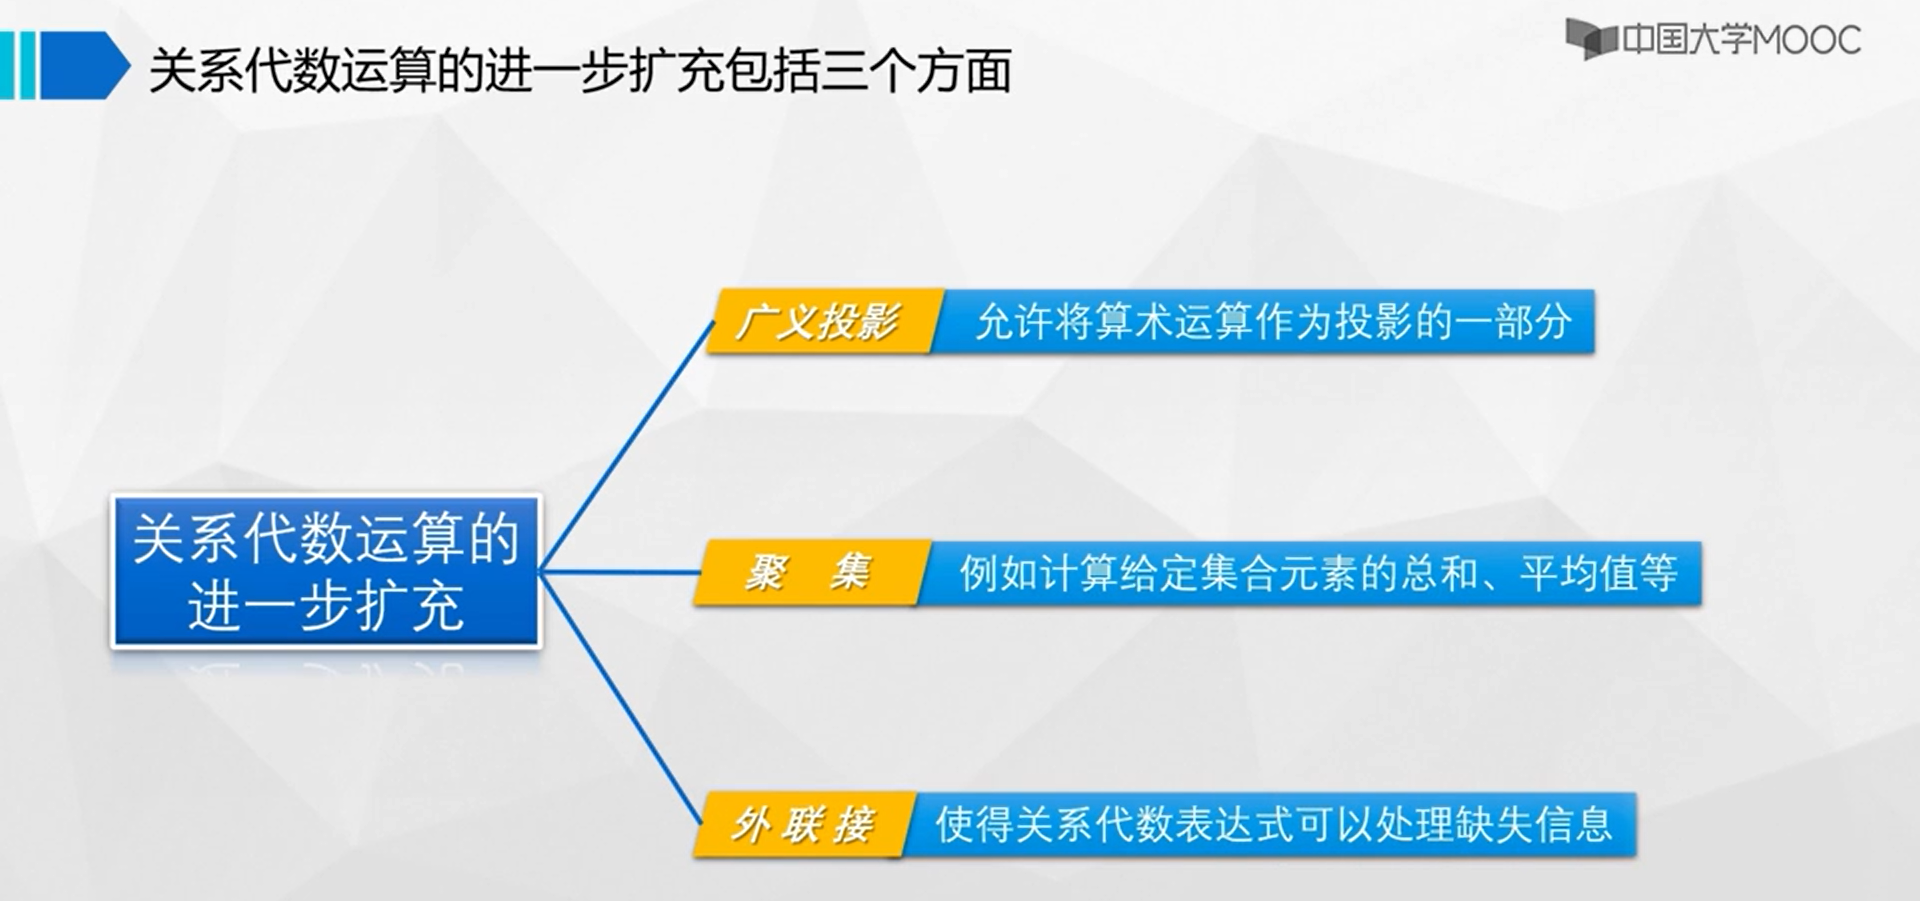 关系代数运算的进一步扩充包括三个方面
中国大学MOOC
广义投影
允许将算术运算作为投影的一部分
关系代数运算的
进一步扩充
聚 集
例如计算给定集合元素的总和、平均值等
外联接
使得关系代数表达式可以处理缺失信息